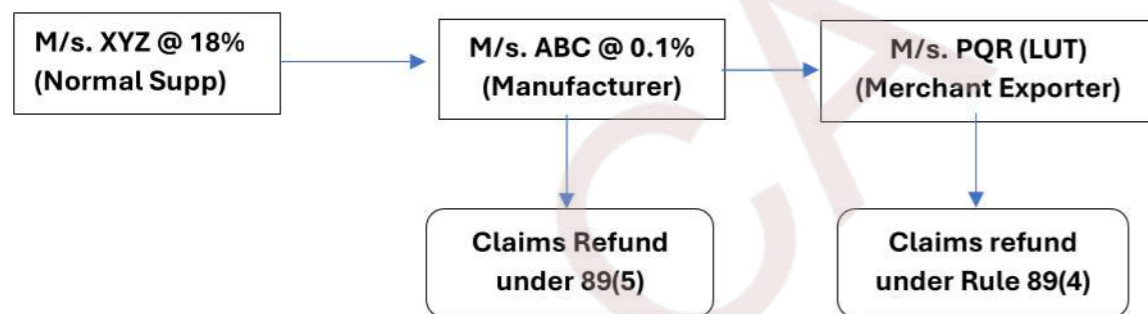 M/s. XYZ @ 18%
(Normal Supp)
M/s. ABC @ 0.1%
(Manufacturer)
M/s. PQR (LUT)
(Merchant Exporter)
Claims Refund
under 89(5)
Claims refund
under Rule 89(4)
CA